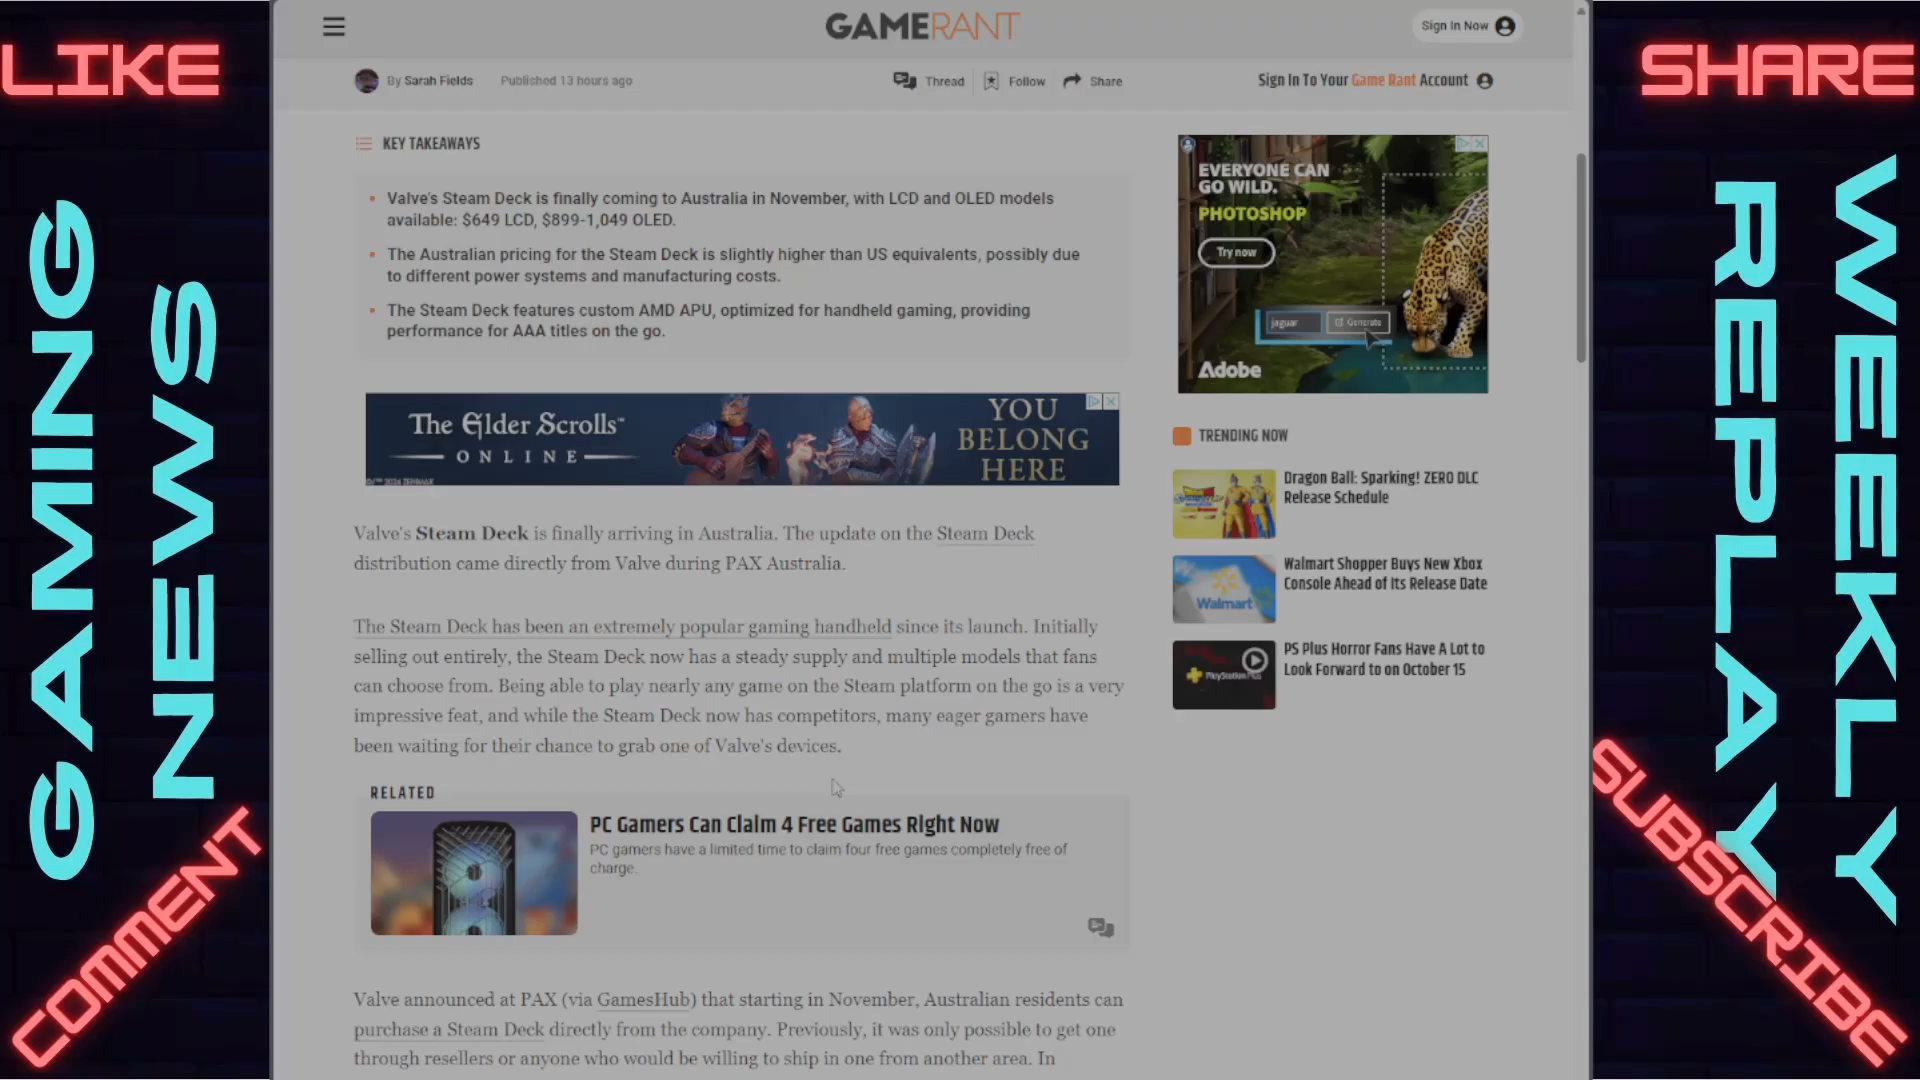 LIKE
GAMING
NEWS
COMMENT
GAMERANT
Sign In Now
By Sarah Fields
Published 13 hours ago
Thread
Follow
Share
Sign In To Your Game Rant Account
KEY TAKEAWAYS
Valve's Steam Deck is finally coming to Australia in November, with LCD and OLED models
available: $649 LCD, $899-1,049 OLED.
The Australian pricing for the Steam Deck is slightly higher than US equivalents, possibly due
to different power systems and manufacturing costs.
The Steam Deck features custom AMD APU, optimized for handheld gaming, providing
performance for AAA titles on the go.
The Elder Scrolls™
ONLINE
YOU
BELONG
HERE
Valve's Steam Deck is finally arriving in Australia. The update on the Steam Deck
distribution came directly from Valve during PAX Australia.
The Steam Deck has been an extremely popular gaming handheld since its launch. Initially
selling out entirely, the Steam Deck now has a steady supply and multiple models that fans
can choose from. Being able to play nearly any game on the Steam platform on the go is a very
impressive feat, and while the Steam Deck now has competitors, many eager gamers have
been waiting for their chance to grab one of Valve's devices.
RELATED
PC Gamers Can Claim 4 Free Games Right Now
PC gamers have a limited time to claim four free games completely free of
charge.
Valve announced at PAX (via GamesHub) that starting in November, Australian residents can
purchase a Steam Deck directly from the company. Previously, it was only possible to get one
through resellers or anyone who would be willing to ship in one from another area. In
EVERYONE CAN
GO WILD.
PHOTOSHOP
Try now
jaguar
Generate
Adobe
TRENDING NOW
Dragon Ball: Sparking! ZERO DLC
Release Schedule
Walmart
Walmart Shopper Buys New Xbox
Console Ahead of Its Release Date
PlayStation Plus
PS Plus Horror Fans Have A Lot to
Look Forward to on October 15
SHARE
WEEKLY
REPLAY
SUBSCRIBE